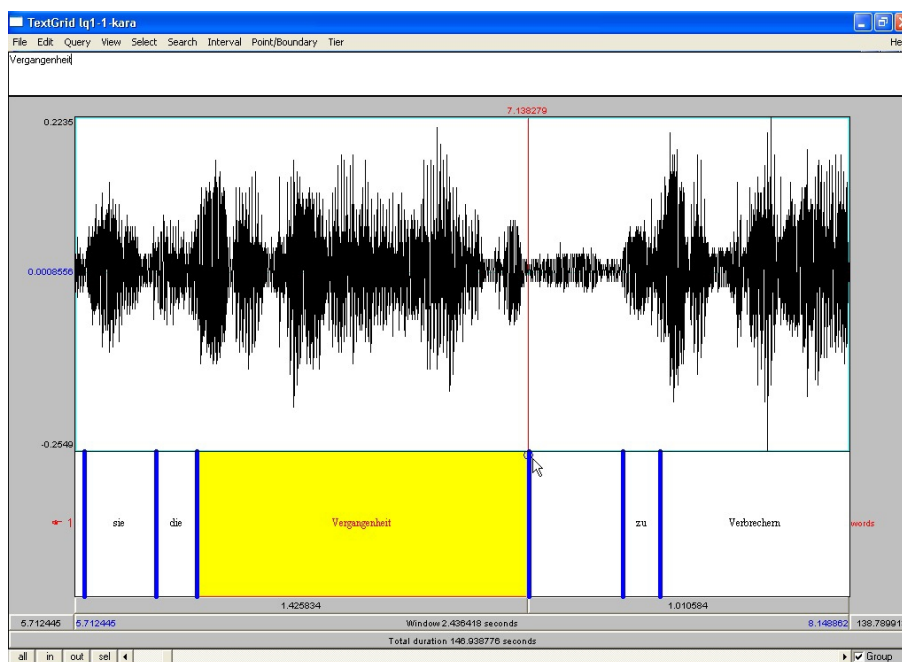 TextGrid lq1-1-kara
File Edit Query View Select Search Interval Point/Boundary Tier He
Vergangenheit
7.138279
0.2235
0.0008556
-0.2549
1 sie die Vergangenheit zu Verbrechern words
1.425834 1.010584
5.712445 5.712445 Window 2.436418 seconds 8.148862 138.78991
Total duration 146.938776 seconds
all in out sel Group